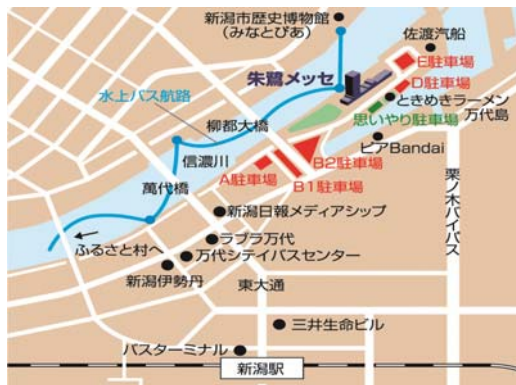 新潟市歴史博物館
(みなとぴあ)
佐渡汽船
E駐車場
朱鷺メッセ
D駐車場
水上バス航路
ときめきラーメン
万代島
思いやり駐車場
柳都大橋
ピアBandai
信濃川
B2駐車場
A駐車場
B1駐車場
栗ノ木バイパス
萬代橋
新潟日報メディアシップ
ふるさと村へ
ラブラ万代
万代シテイバスセンター
新潟伊勢丹
東大通
三井生命ビル
バスターミナル
新潟駅